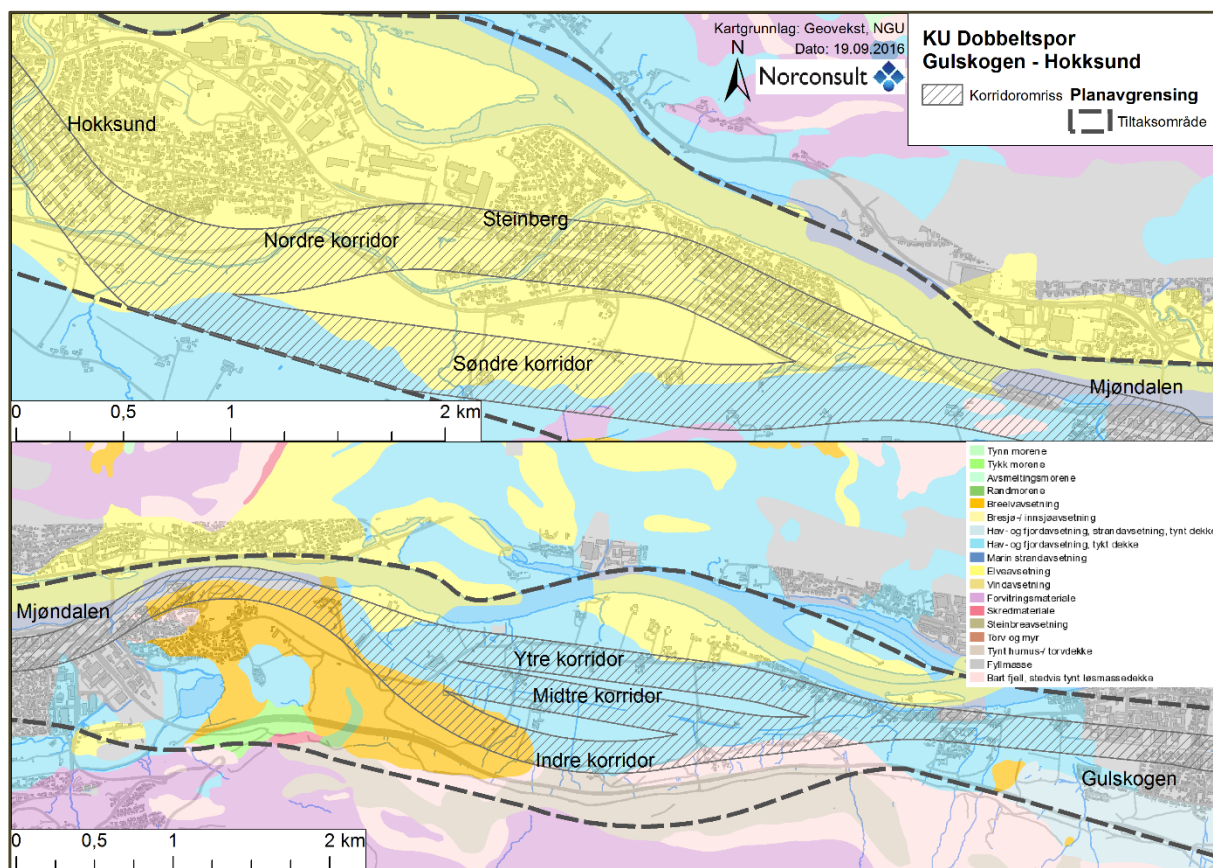 Kartgrunnlag: Geovekst, NGU
Dato: 19.09.2016
N
Norconsult
KU Dobbeltspor
Gulskogen - Hokksund
Korridoromriss Planavgrensing
Tiltaksområde
Hokksund
Steinberg
Nordre korridor
Søndre korridor
Mjøndalen
0 0,5 1 2 km
Tynn morene
Tykk morene
Avsmeltingsmorene
Randmorene
Breelvavsetning
Bresjø-/ innsjøavsetning
Hav- og fjordavsetning, strandavsetning, tynt dekke
Hav- og fjordavsetning, tykt dekke
Marin strandavsetning
Elveavsetning
Vindavsetning
Forvitringsmateriale
Skredmateriale
Steinbreavsetning
Torv og myr
Tynt humus-/ torvdekke
Fyllmasse
Bart fjell, stedvis tynt løsmassedekke
Mjøndalen
Ytre korridor
Midtre korridor
Indre korridor
Gulskogen
0 0,5 1 2 km